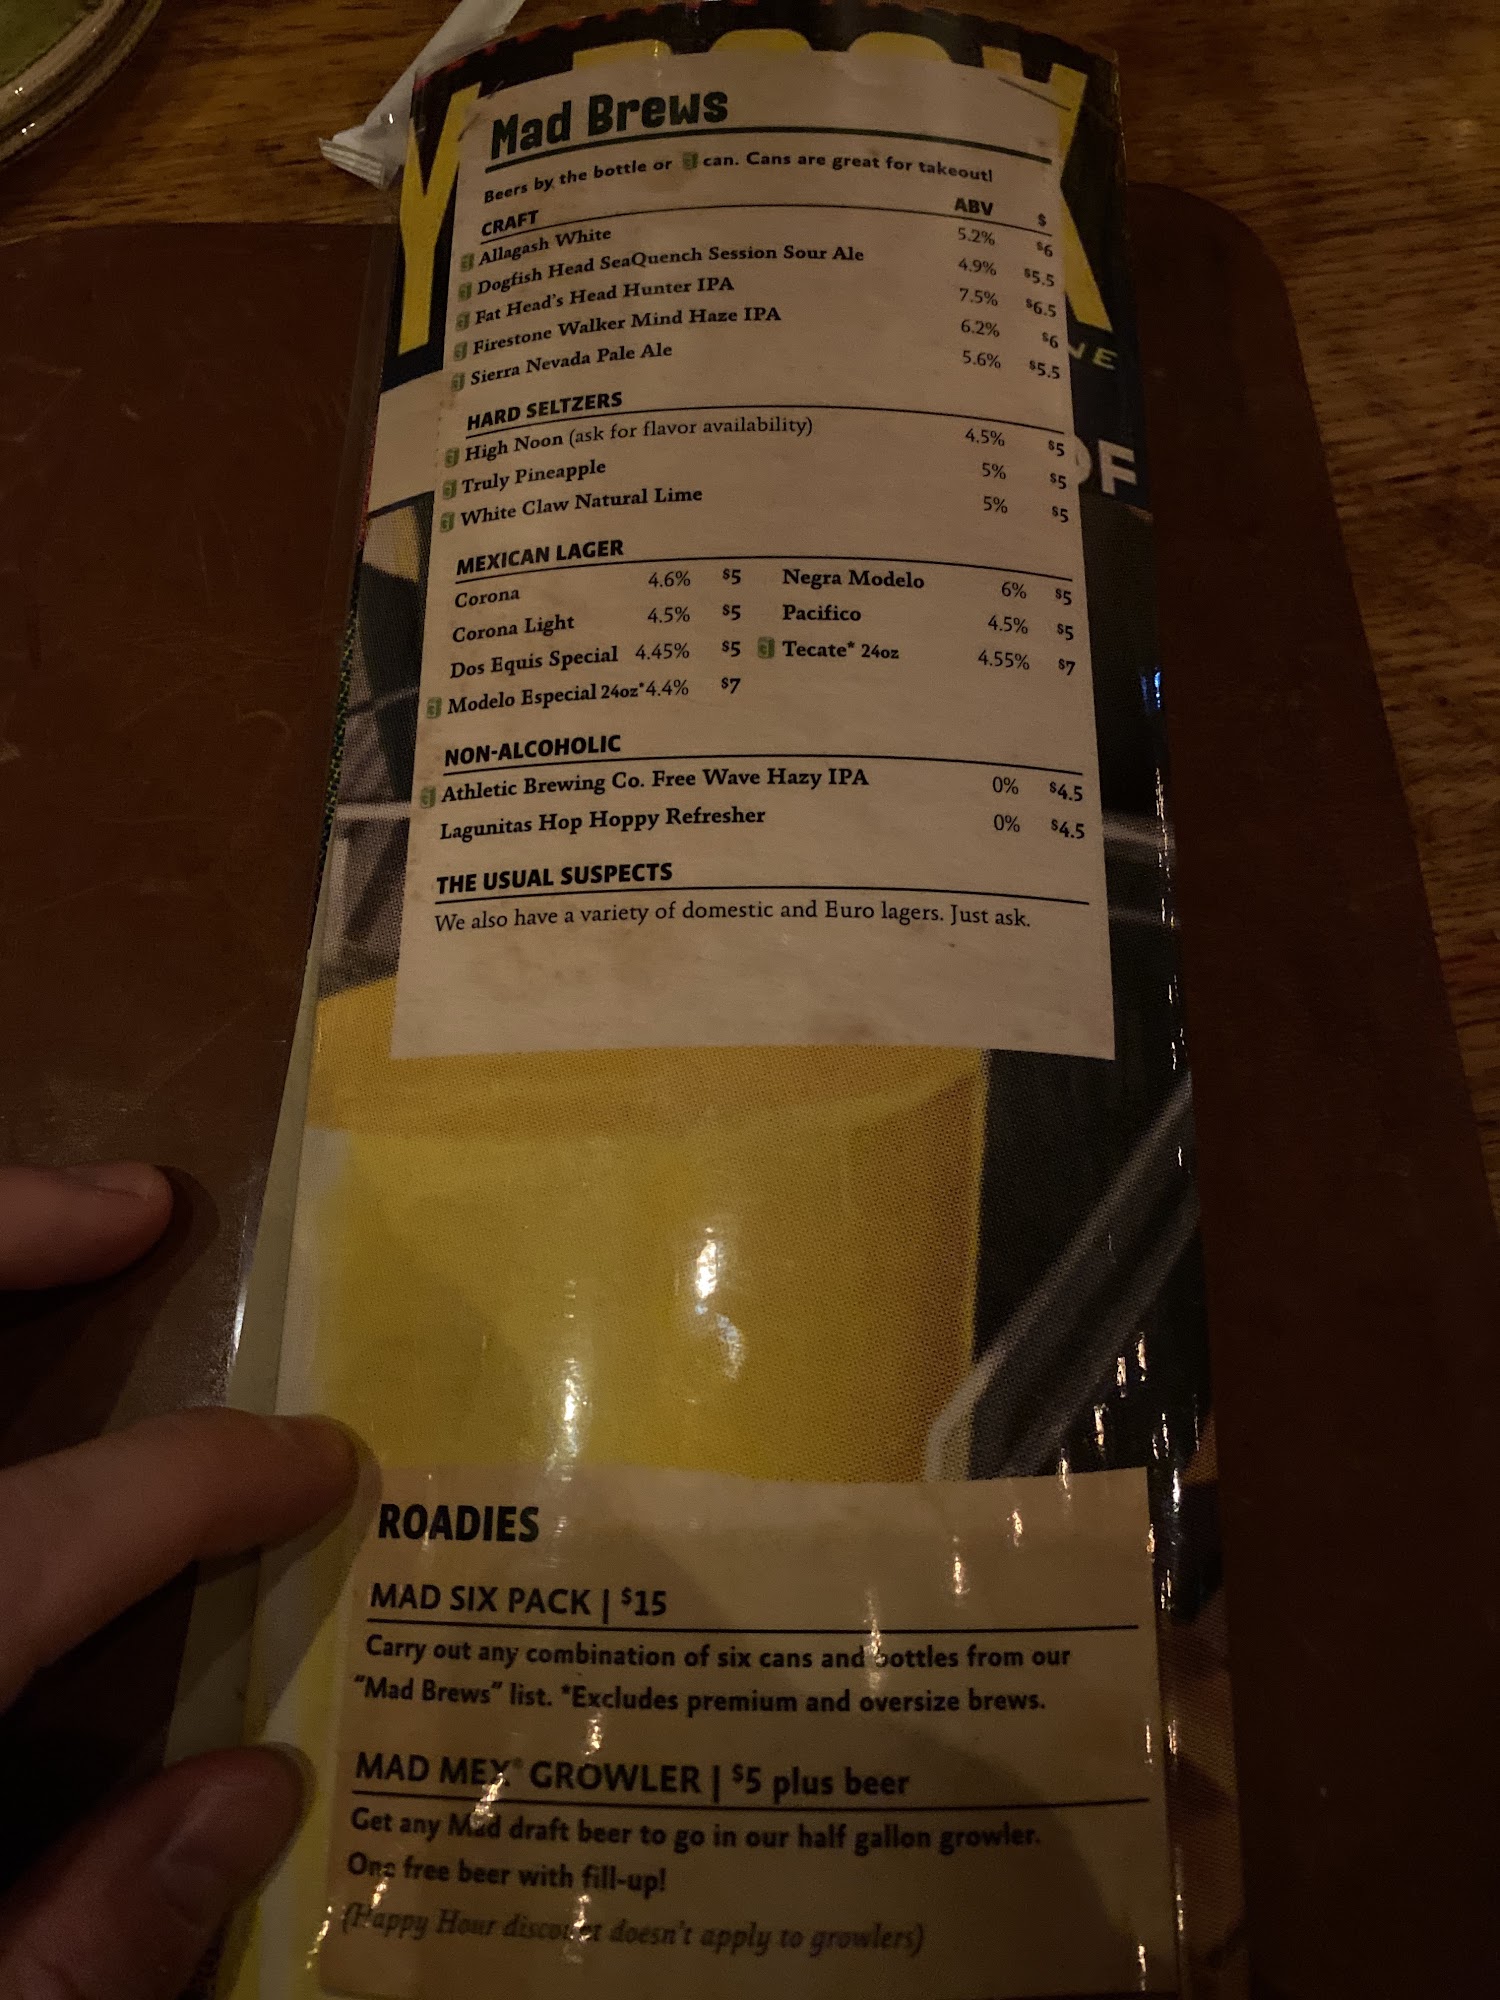 Mad Brews
Beers by the bottle or can. Cans are great for takeout!
CRAFT ABV $
Allagash White 5.2% $6
Dogfish Head SeaQuench Session Sour Ale 4.9% $5.5
Fat Head's Head Hunter IPA 7.5% $6.5
Firestone Walker Mind Haze IPA 6.2% $6
Sierra Nevada Pale Ale 5.6% $5.5
HARD SELTZERS
High Noon (ask for flavor availability) 4.5% $5
Truly Pineapple 5% $5
White Claw Natural Lime 5% $5
MEXICAN LAGER
Corona 4.6% $5 Negra Modelo 6% $5
Corona Light 4.5% $5 Pacifico 4.5% $5
Dos Equis Special 4.45% $5 Tecate* 24oz 4.55% $7
Modelo Especial 24oz* 4.4% $7
NON-ALCOHOLIC
Athletic Brewing Co. Free Wave Hazy IPA 0% $4.5
Lagunitas Hop Hoppy Refresher 0% $4.5
THE USUAL SUSPECTS
We also have a variety of domestic and Euro lagers. Just ask.
ROADIES
MAD SIX PACK | $15
Carry out any combination of six cans and bottles from our
"Mad Brews" list. *Excludes premium and oversize brews.
MAD MEX® GROWLER | $5 plus beer
Get any Mad draft beer to go in our half gallon growler.
One free beer with fill-up!
(Happy Hour discount doesn't apply to growlers)